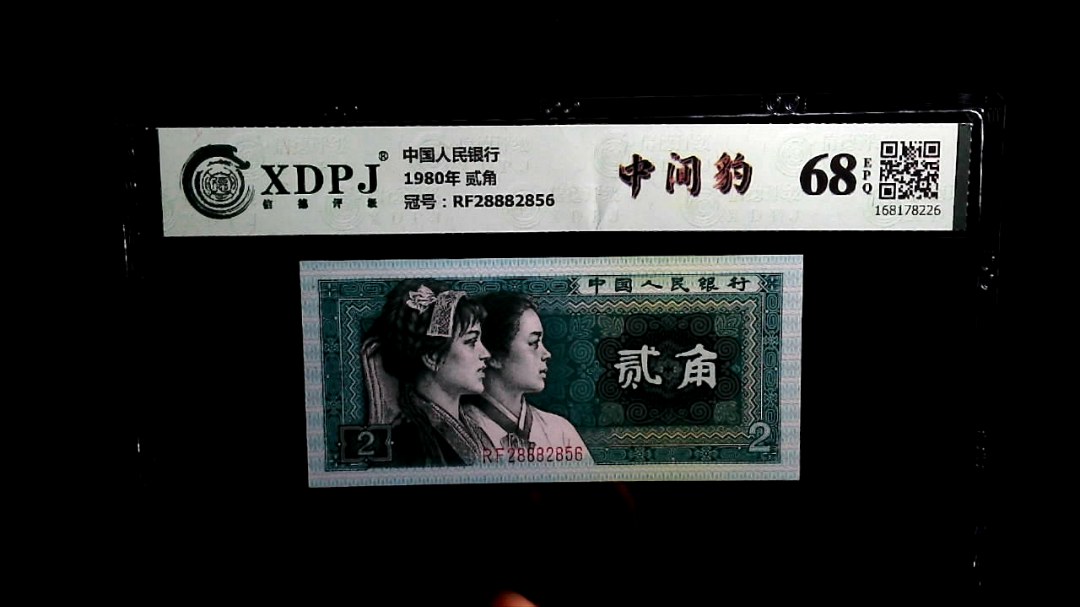 XDPJ®
信德评级
中国人民银行
1980年 贰角
冠号：RF28882856
中间豹
68
EPQ
168178226
中国人民银行
贰角
2
2
RF28882856